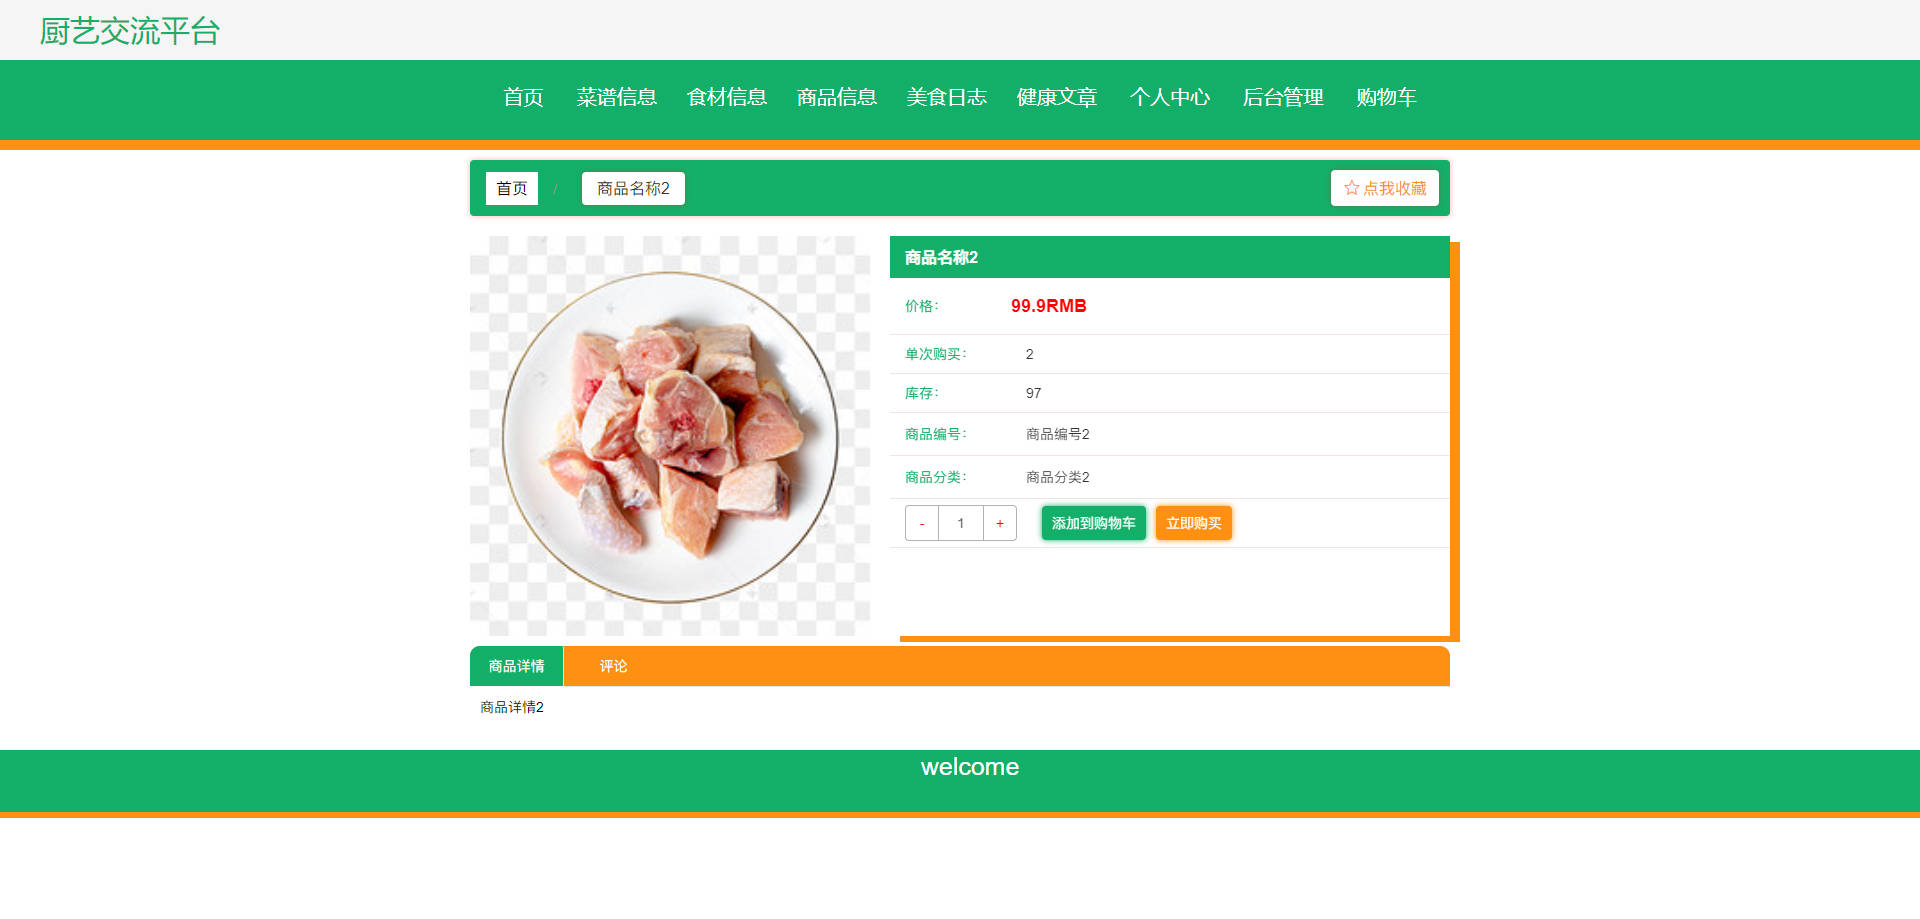 厨艺交流平台
首页 菜谱信息 食材信息 商品信息 美食日志 健康文章 个人中心 后台管理 购物车
首页 / 商品名称2 ☆ 点我收藏
商品名称2
价格： 99.9RMB
单次购买： 2
库存： 97
商品编号： 商品编号2
商品分类： 商品分类2
- 1 + 添加到购物车 立即购买
商品详情 评论
商品详情2
welcome